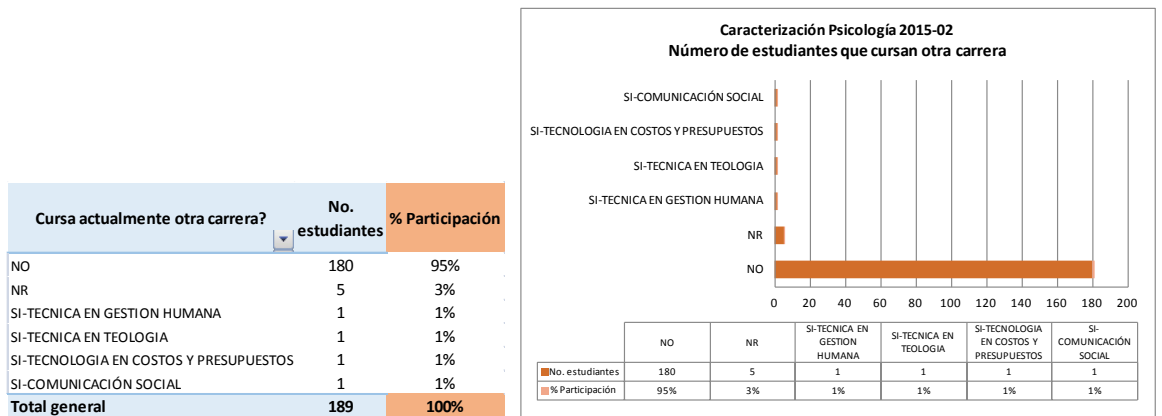 Cursa actualmente otra carrera? No. estudiantes % Participación
NO 180 95%
NR 5 3%
SI-TECNICA EN GESTION HUMANA 1 1%
SI-TECNICA EN TEOLOGIA 1 1%
SI-TECNOLOGIA EN COSTOS Y PRESUPUESTOS 1 1%
SI-COMUNICACIÓN SOCIAL 1 1%
Total general 189 100%
Caracterización Psicología 2015-02
Número de estudiantes que cursan otra carrera
SI-COMUNICACIÓN SOCIAL
SI-TECNOLOGIA EN COSTOS Y PRESUPUESTOS
SI-TECNICA EN TEOLOGIA
SI-TECNICA EN GESTION HUMANA
NR
NO
0 20 40 60 80 100 120 140 160 180 200
NO NR SI-TECNICA EN GESTION HUMANA SI-TECNICA EN TEOLOGIA SI-TECNOLOGIA EN COSTOS Y PRESUPUESTOS SI-COMUNICACIÓN SOCIAL
No. estudiantes 180 5 1 1 1 1
% Participación 95% 3% 1% 1% 1% 1%